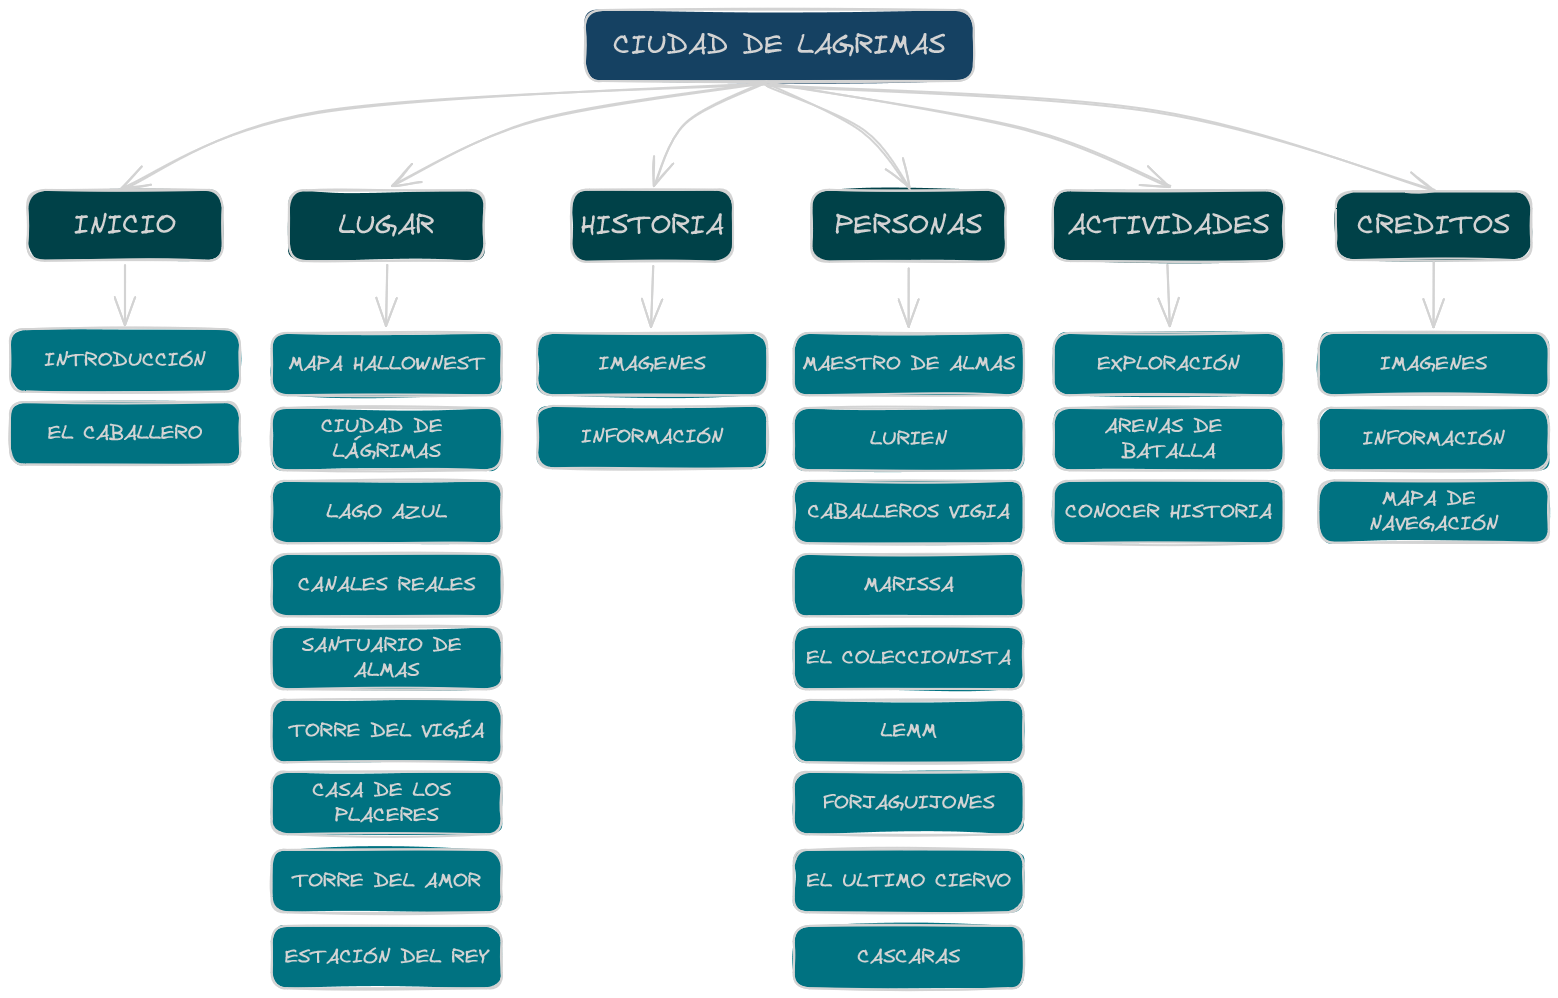 CIUDAD DE LAGRIMAS
INICIO
LUGAR
HISTORIA
PERSONAS
ACTIVIDADES
CREDITOS
INTRODUCCIÓN
EL CABALLERO
MAPA HALLOWNEST
CIUDAD DE
LÁGRIMAS
LAGO AZUL
CANALES REALES
SANTUARIO DE
ALMAS
TORRE DEL VIGÍA
CASA DE LOS
PLACERES
TORRE DEL AMOR
ESTACIÓN DEL REY
IMAGENES
INFORMACIÓN
MAESTRO DE ALMAS
LURIEN
CABALLEROS VIGIA
MARISSA
EL COLECCIONISTA
LEMM
FORJAGUIJONES
EL ULTIMO CIERVO
CASCARAS
EXPLORACIÓN
ARENAS DE
BATALLA
CONOCER HISTORIA
IMAGENES
INFORMACIÓN
MAPA DE
NAVEGACIÓN